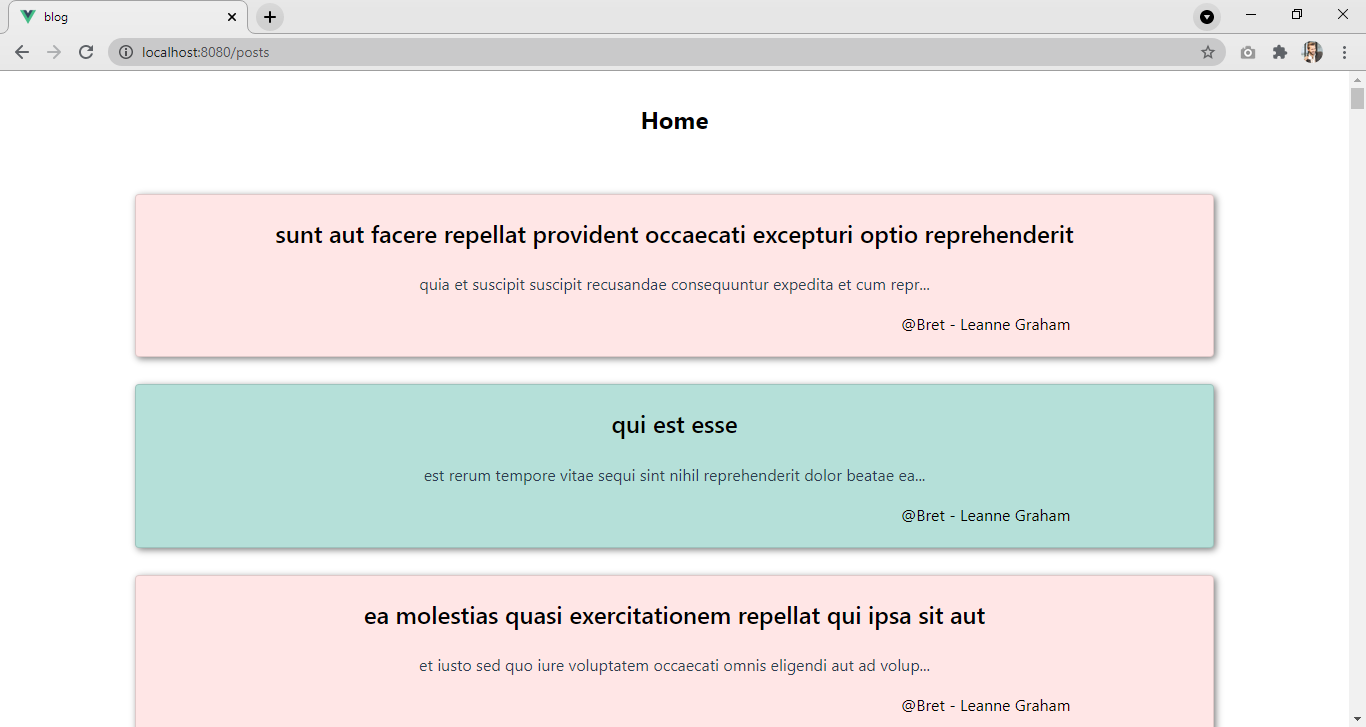 blog
localhost:8080/posts
Home
sunt aut facere repellat provident occaecati excepturi optio reprehenderit
quia et suscipit suscipit recusandae consequuntur expedita et cum repr...
@Bret - Leanne Graham
qui est esse
est rerum tempore vitae sequi sint nihil reprehenderit dolor beatae ea...
@Bret - Leanne Graham
ea molestias quasi exercitationem repellat qui ipsa sit aut
et iusto sed quo iure voluptatem occaecati omnis eligendi aut ad volup...
@Bret - Leanne Graham